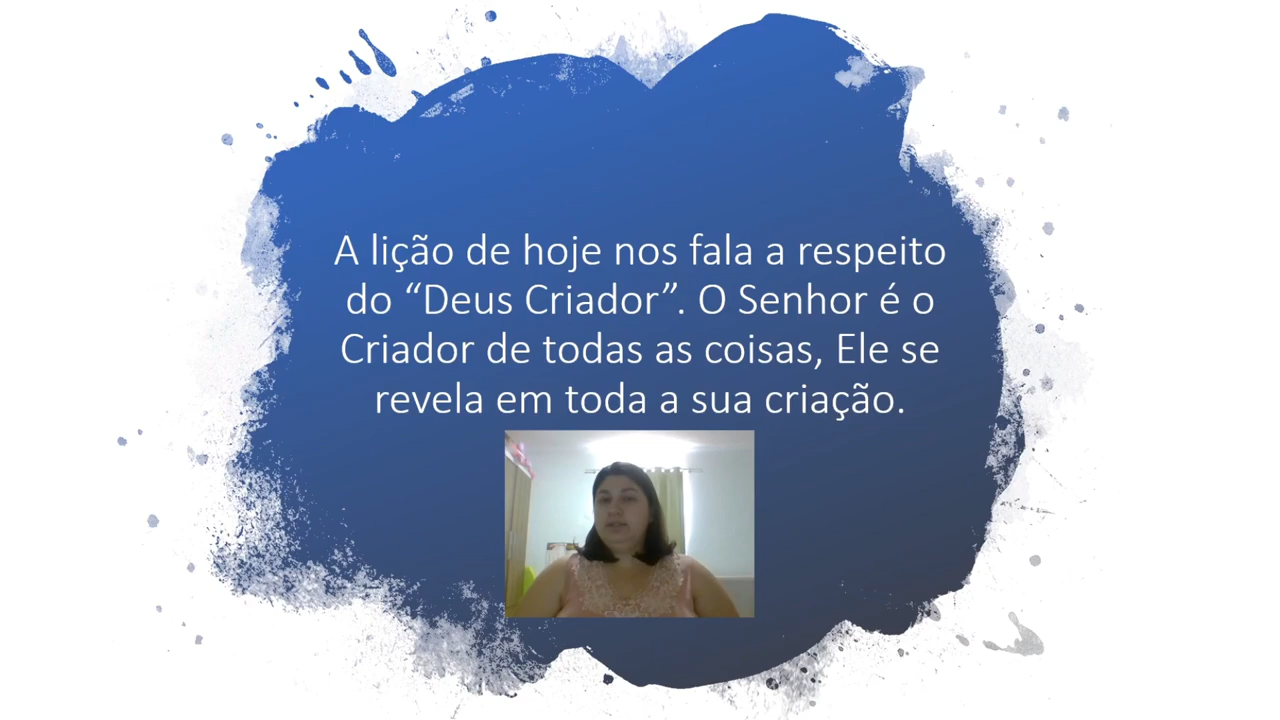 A lição de hoje nos fala a respeito
do “Deus Criador”. O Senhor é o
Criador de todas as coisas, Ele se
revela em toda a sua criação.